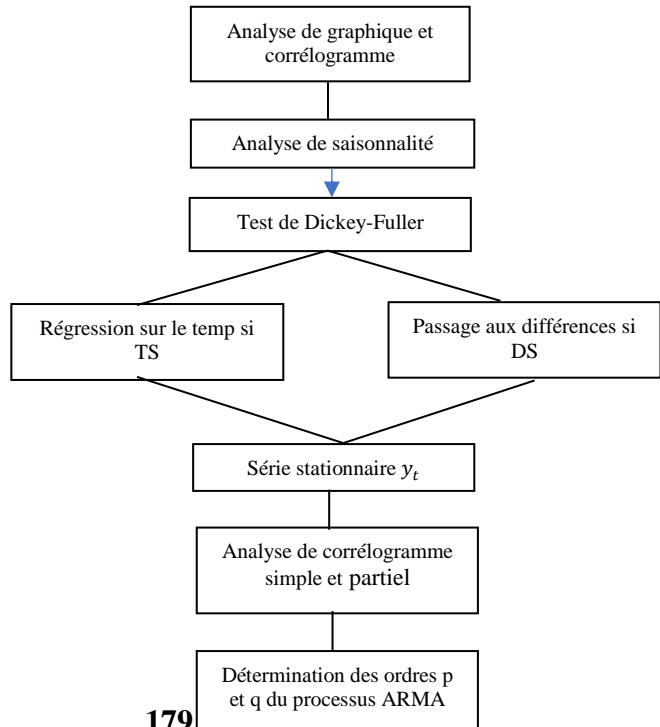 Analyse de graphique et
corrélogramme
Analyse de saisonnalité
Test de Dickey-Fuller
Régression sur le temp si
TS
Passage aux différences si
DS
Série stationnaire yₜ
Analyse de corrélogramme
simple et partiel
Détermination des ordres p
et q du processus ARMA
179